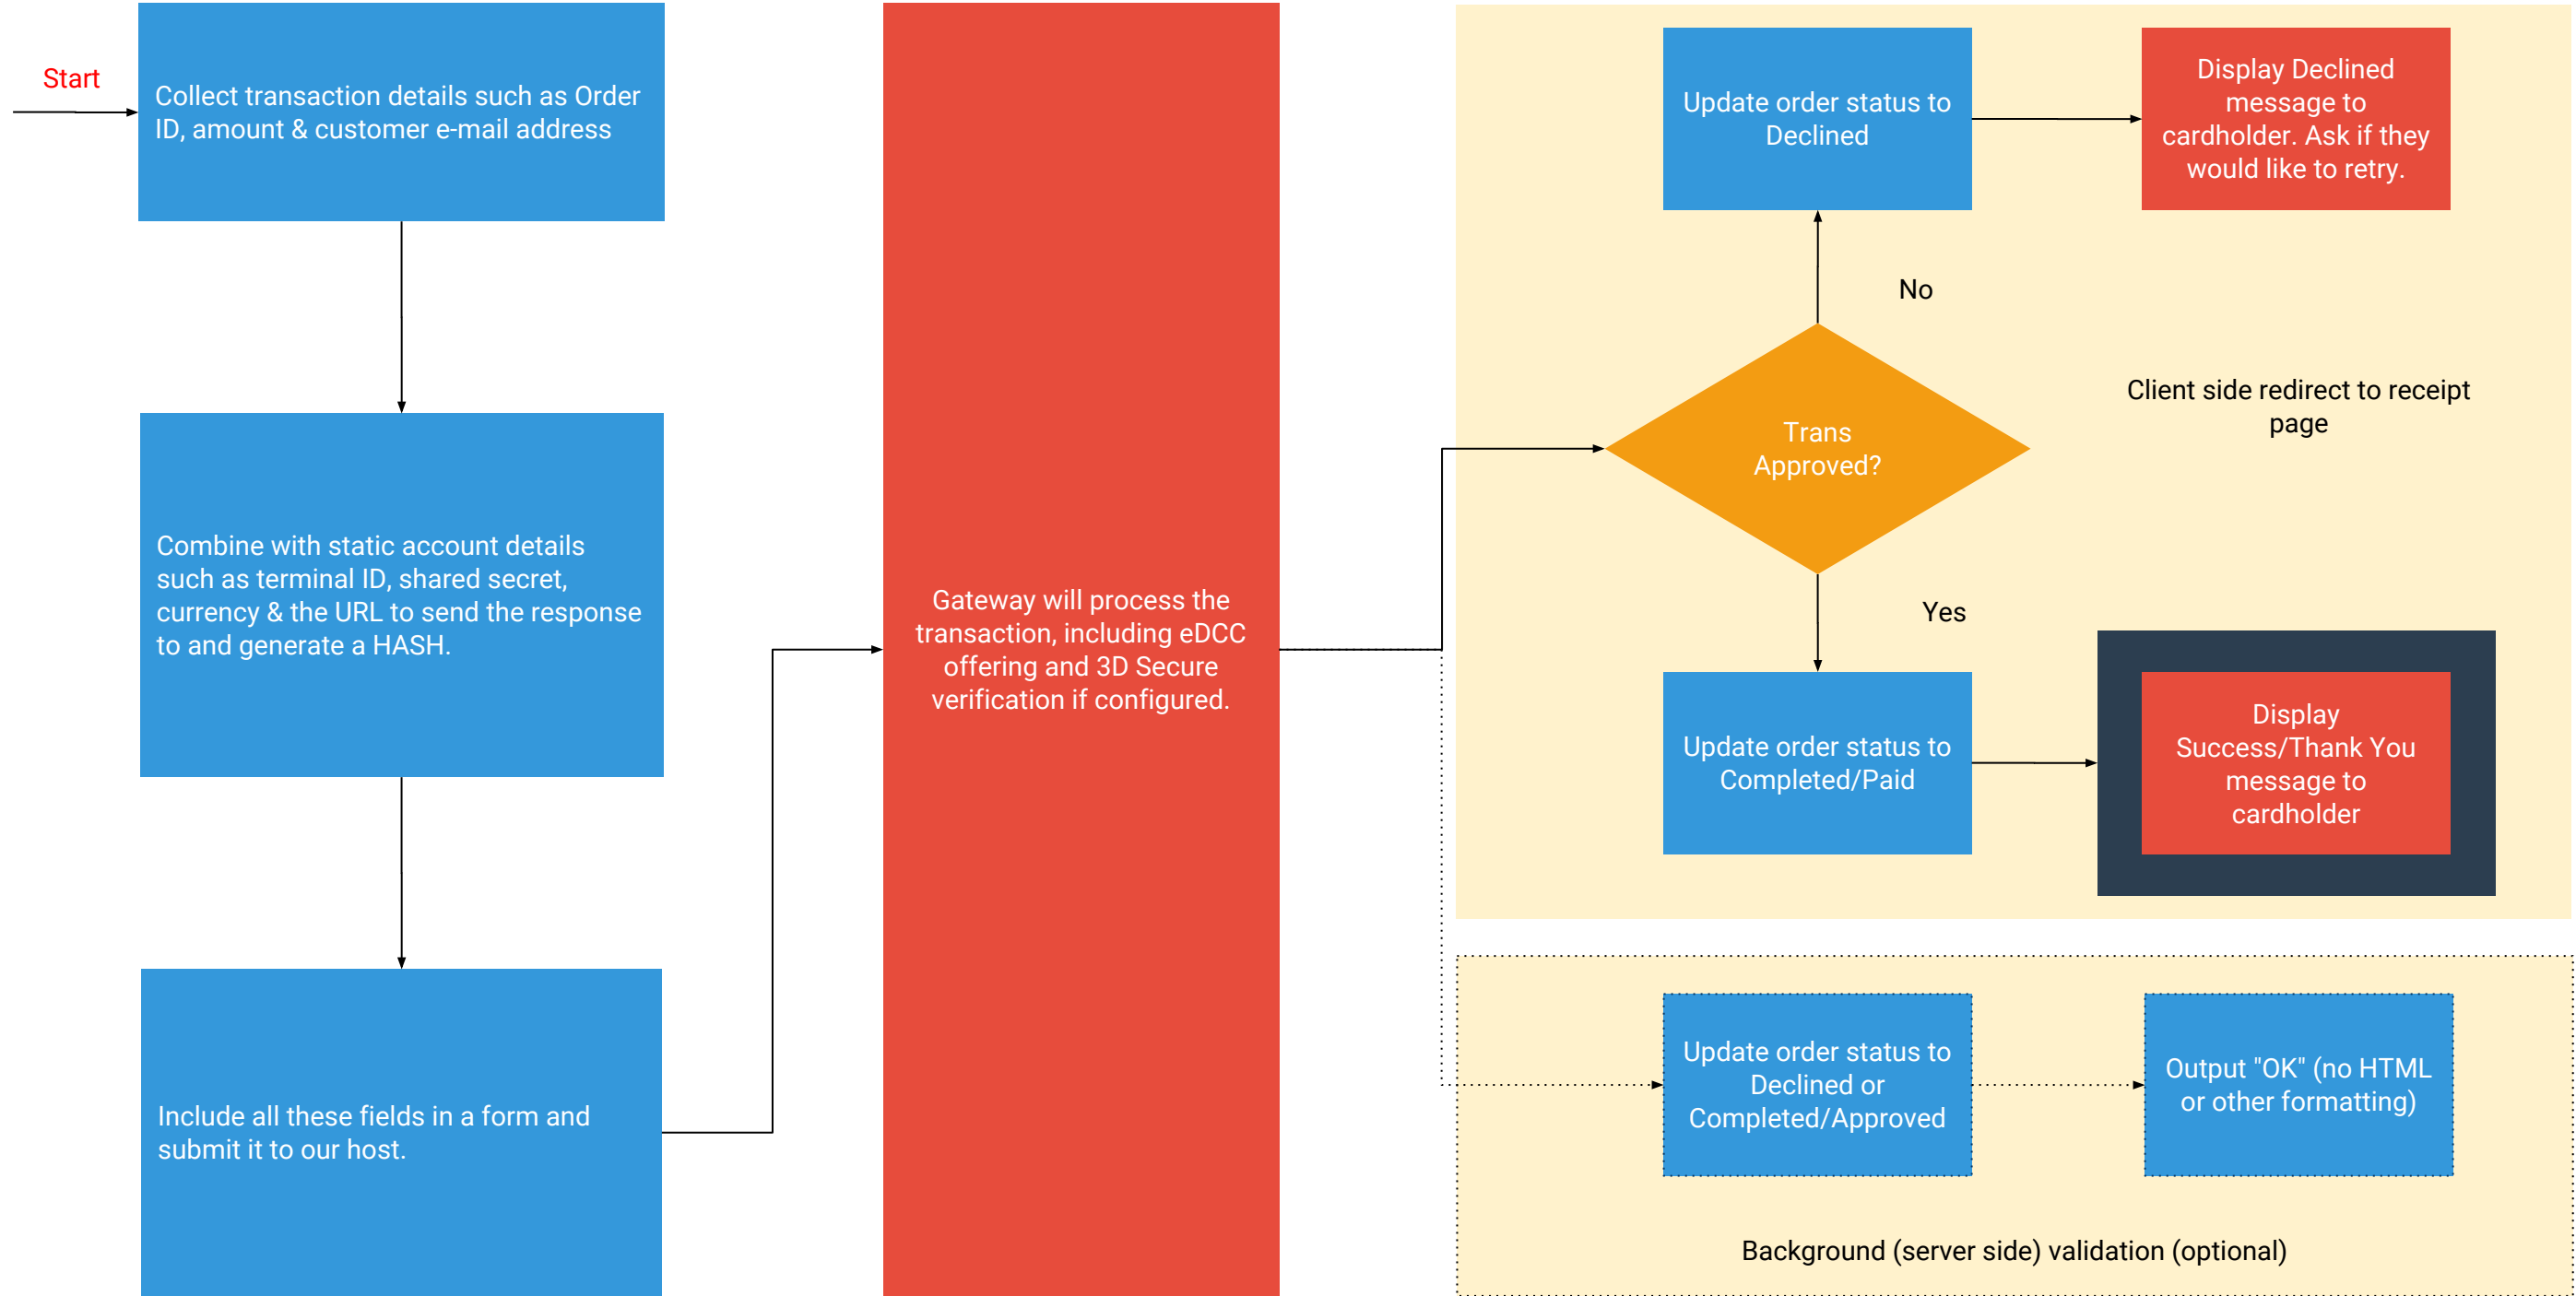 Start
Collect transaction details such as Order
ID, amount & customer e-mail address
Combine with static account details
such as terminal ID, shared secret,
currency & the URL to send the response
to and generate a HASH.
Include all these fields in a form and
submit it to our host.
Gateway will process the
transaction, including eDCC
offering and 3D Secure
verification if configured.
Update order status to
Declined
Display Declined
message to
cardholder. Ask if they
would like to retry.
No
Trans
Approved?
Client side redirect to receipt
page
Yes
Update order status to
Completed/Paid
Display
Success/Thank You
message to
cardholder
Update order status to
Declined or
Completed/Approved
Output "OK" (no HTML
or other formatting)
Background (server side) validation (optional)